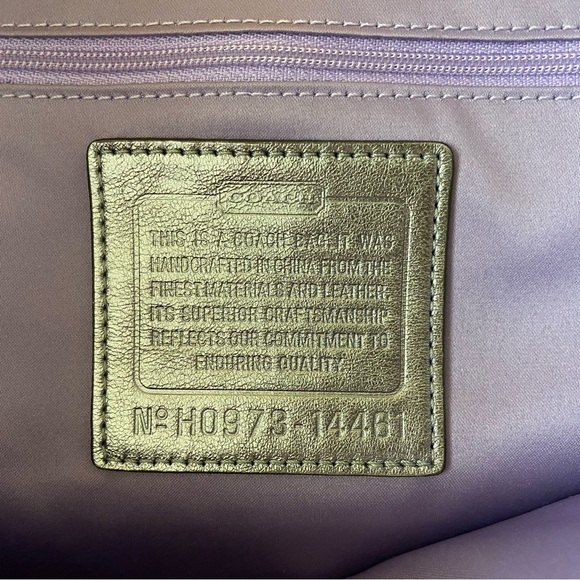 COACH
THIS IS A COACH BAG. IT WAS
HANDCRAFTED IN CHINA FROM THE
FINEST MATERIALS AND LEATHER.
ITS SUPERIOR CRAFTSMANSHIP
REFLECTS OUR COMMITMENT TO
ENDURING QUALITY.
Nº H0973-14461